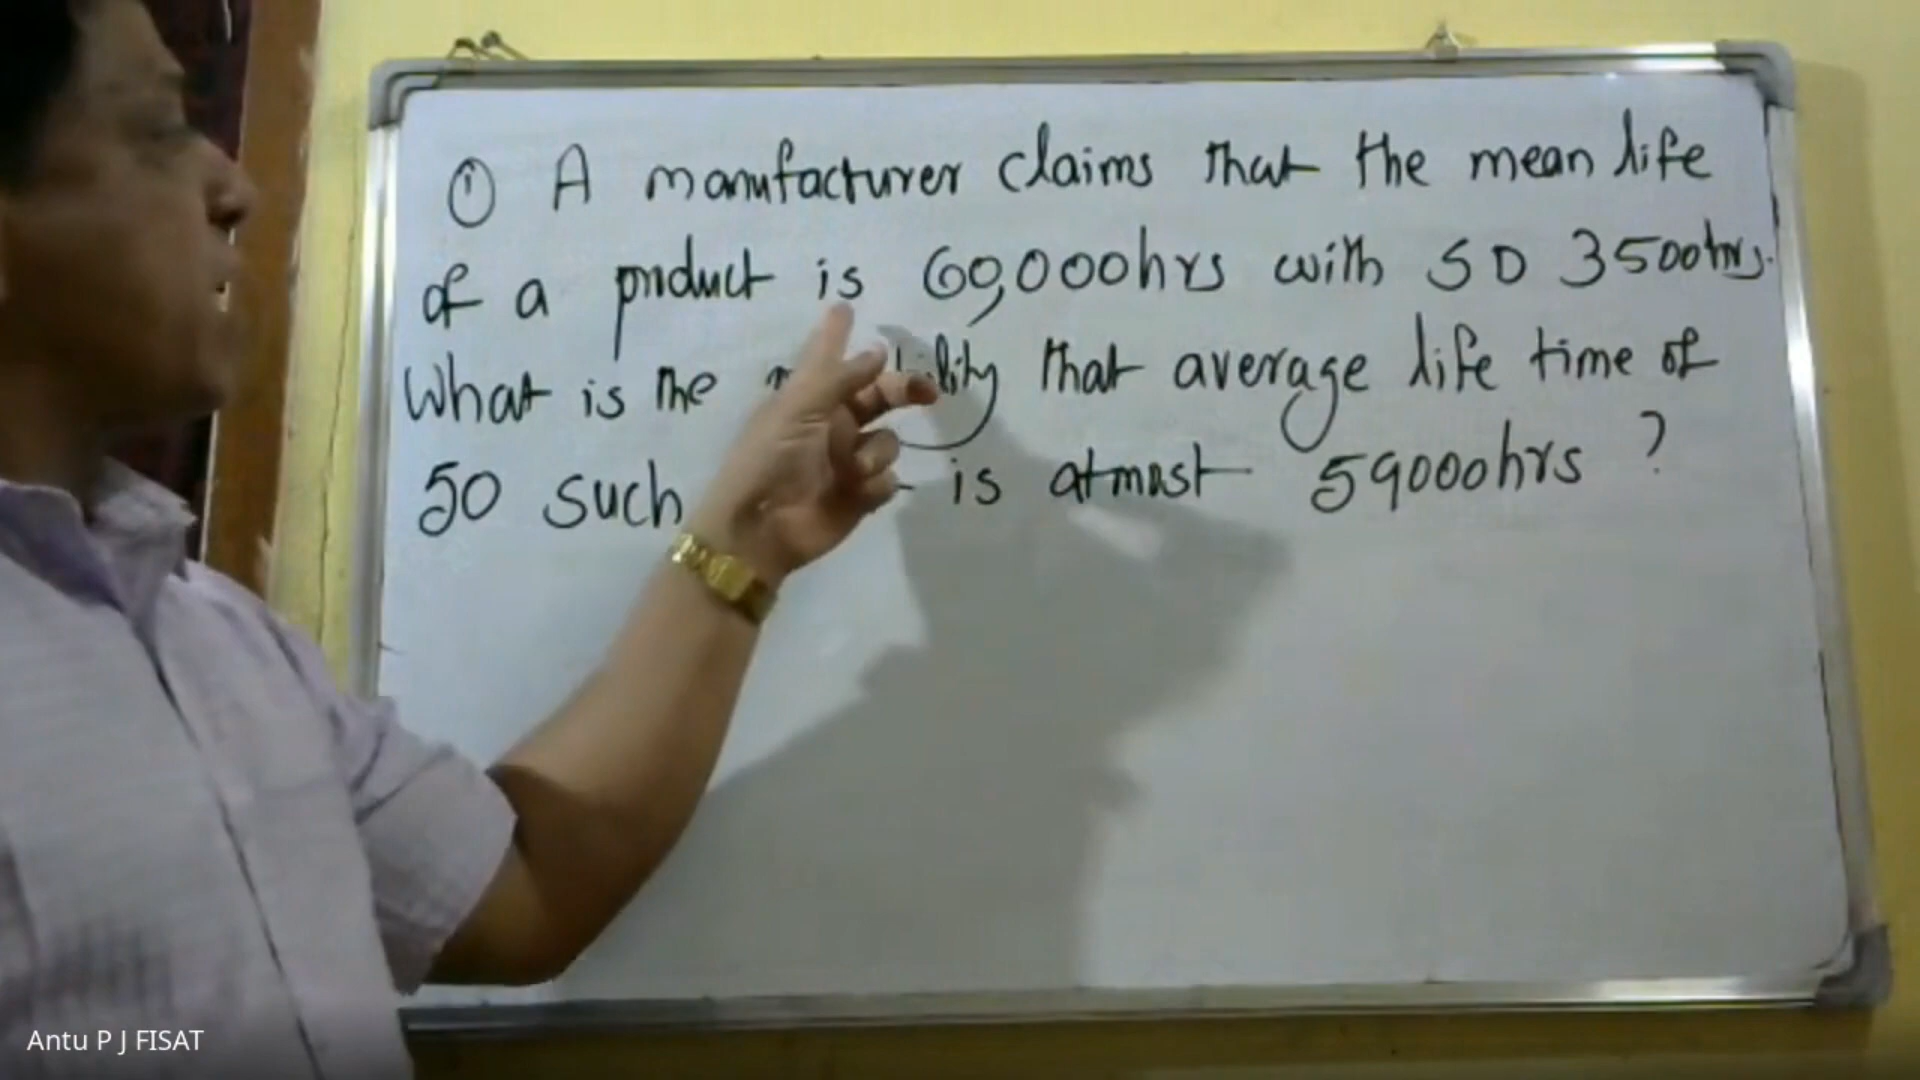 ① A manufacturer claims that the mean life
of a product is 60,000hrs with SD 3500hrs.
What is the that average life time of
50 such is atmost 59000hrs ?
Antu P J FISAT